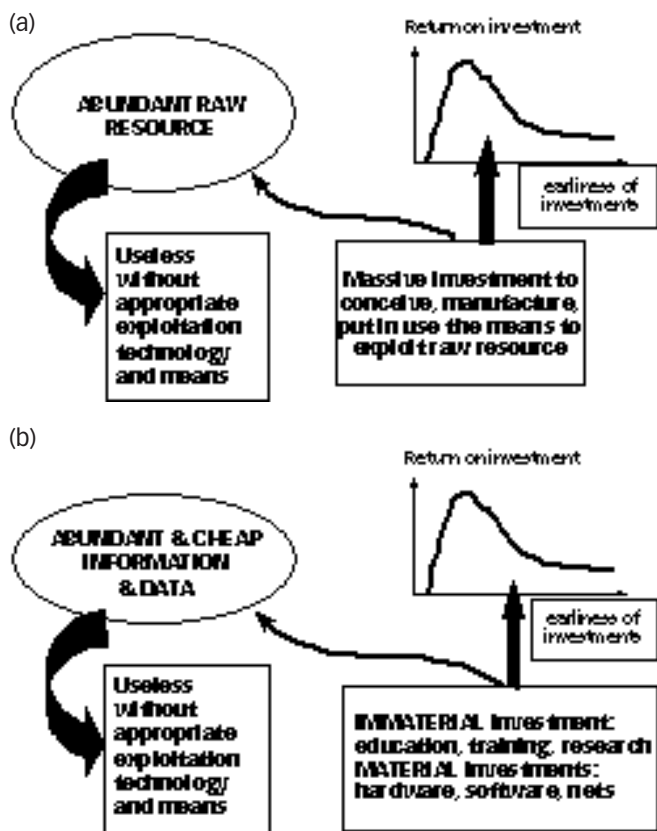 (a)
Return on investment
ABUNDANT RAW
RESOURCE
earliness of
investments
Useless
without
appropriate
exploitation
technology
and means
Massive investment to
conceive, manufacture,
put in use the means to
exploit raw resource
(b)
Return on investment
ABUNDANT & CHEAP
INFORMATION
& DATA
earliness of
investments
Useless
without
appropriate
exploitation
technology
and means
IMMATERIAL investment:
education, training, research
MATERIAL investments:
hardware, software, nets